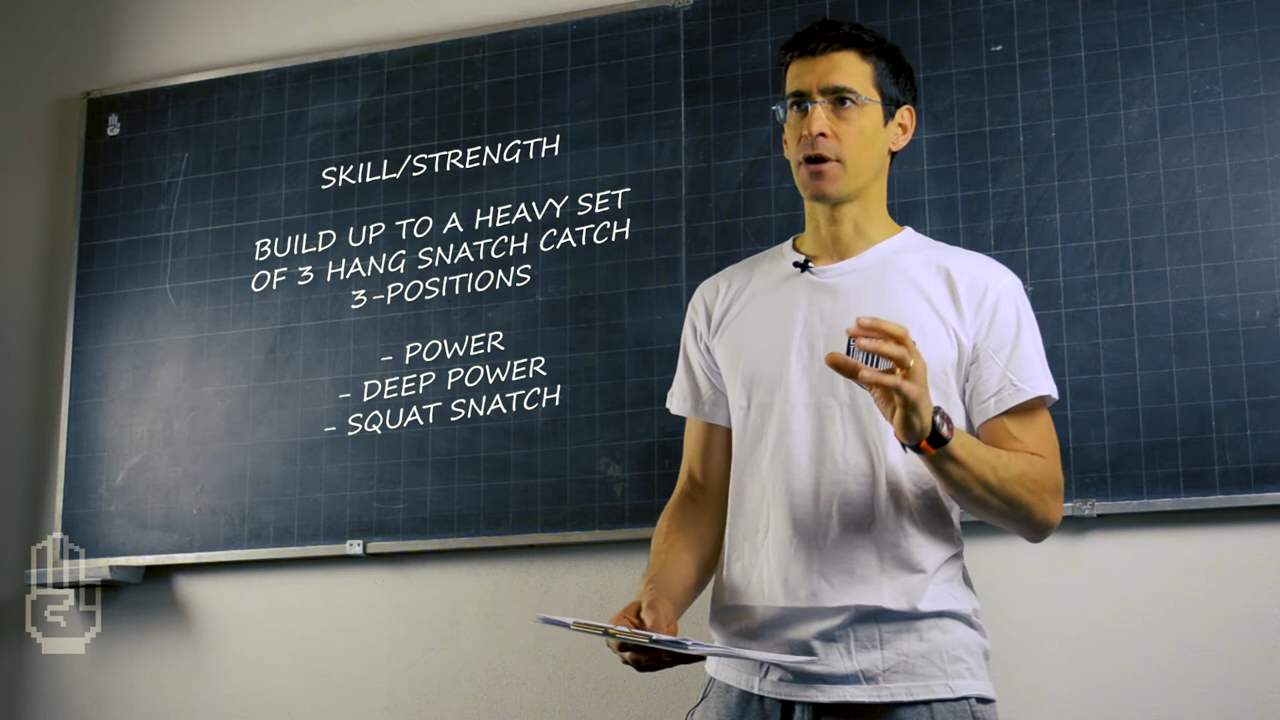 SKILL/STRENGTH
BUILD UP TO A HEAVY SET
OF 3 HANG SNATCH CATCH
3-POSITIONS
- POWER
- DEEP POWER
- SQUAT SNATCH